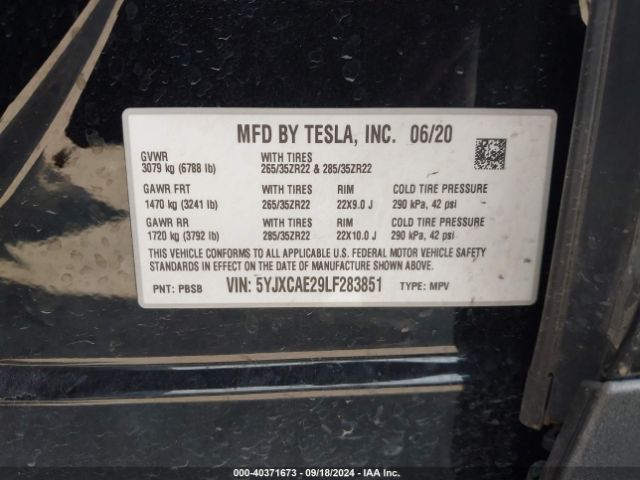 MFD BY TESLA, INC. 06/20
GVWR WITH TIRES
3079 kg (6788 lb) 265/35ZR22 & 285/35ZR22
GAWR FRT WITH TIRES RIM COLD TIRE PRESSURE
1470 kg (3241 lb) 265/35ZR22 22X9.0 J 290 kPa, 42 psi
GAWR RR WITH TIRES RIM COLD TIRE PRESSURE
1720 kg (3792 lb) 285/35ZR22 22X10.0 J 290 kPa, 42 psi
THIS VEHICLE CONFORMS TO ALL APPLICABLE U.S. FEDERAL MOTOR VEHICLE SAFETY
STANDARDS IN EFFECT ON THE DATE OF MANUFACTURE SHOWN ABOVE.
PNT: PBSB VIN: 5YJXCAE29LF283851 TYPE: MPV
000-40371673 - 09/18/2024 - IAA Inc.